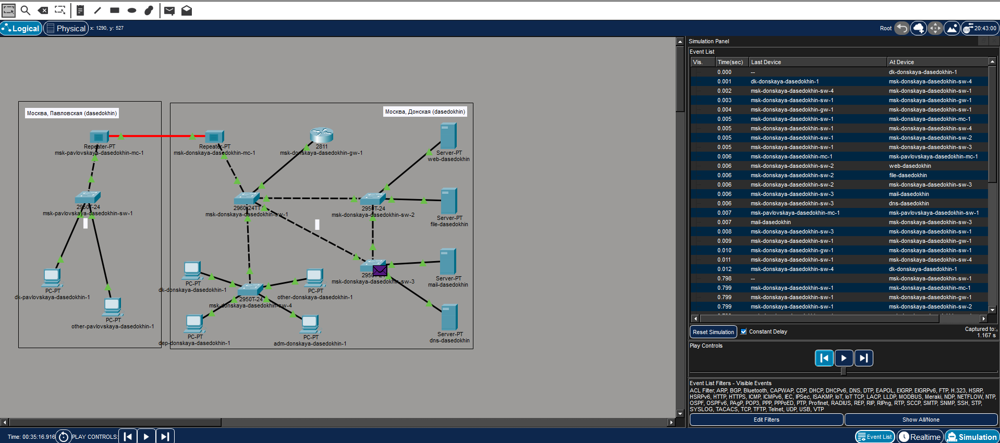 Logical Physical x: 1290, y: 527 Root 20:43:00
Москва, Павловская (dasedokhin)
Москва, Донская (dasedokhin)
Repeater-PT
msk-pavlovskaya-dasedokhin-mc-1
Repeater-PT
msk-donskaya-dasedokhin-mc-1
2811
msk-donskaya-dasedokhin-gw-1
Server-PT
web-dasedokhin
2950T-24
msk-pavlovskaya-dasedokhin-sw-1
2960-24TT
msk-donskaya-dasedokhin-sw-1
2950T-24
msk-donskaya-dasedokhin-sw-2
Server-PT
file-dasedokhin
PC-PT
dk-pavlovskaya-dasedokhin-1
PC-PT
other-pavlovskaya-dasedokhin-1
PC-PT
dk-donskaya-dasedokhin-1
2950T-24
msk-donskaya-dasedokhin-sw-4
PC-PT
other-donskaya-dasedokhin-1
msk-donskaya-dasedokhin-sw-3
Server-PT
mail-dasedokhin
PC-PT
dep-donskaya-dasedokhin-1
PC-PT
adm-donskaya-dasedokhin-1
Server-PT
dns-dasedokhin
Simulation Panel
Event List
Vis. Time(sec) Last Device At Device
0.000 -- dk-donskaya-dasedokhin-1
0.001 dk-donskaya-dasedokhin-1 msk-donskaya-dasedokhin-sw-4
0.002 msk-donskaya-dasedokhin-sw-4 msk-donskaya-dasedokhin-sw-1
0.003 msk-donskaya-dasedokhin-sw-1 msk-donskaya-dasedokhin-gw-1
0.004 msk-donskaya-dasedokhin-gw-1 msk-donskaya-dasedokhin-sw-1
0.005 msk-donskaya-dasedokhin-sw-1 msk-donskaya-dasedokhin-mc-1
0.005 msk-donskaya-dasedokhin-sw-1 msk-donskaya-dasedokhin-sw-4
0.005 msk-donskaya-dasedokhin-sw-1 msk-donskaya-dasedokhin-sw-2
0.005 msk-donskaya-dasedokhin-sw-1 msk-donskaya-dasedokhin-sw-3
0.006 msk-donskaya-dasedokhin-mc-1 msk-pavlovskaya-dasedokhin-mc-1
0.006 msk-donskaya-dasedokhin-sw-2 web-dasedokhin
0.006 msk-donskaya-dasedokhin-sw-2 file-dasedokhin
0.006 msk-donskaya-dasedokhin-sw-2 msk-donskaya-dasedokhin-sw-3
0.006 msk-donskaya-dasedokhin-sw-3 mail-dasedokhin
0.006 msk-donskaya-dasedokhin-sw-3 dns-dasedokhin
0.007 msk-pavlovskaya-dasedokhin-mc-1 msk-pavlovskaya-dasedokhin-sw-1
0.007 mail-dasedokhin msk-donskaya-dasedokhin-sw-3
0.008 msk-donskaya-dasedokhin-sw-3 msk-donskaya-dasedokhin-sw-1
0.009 msk-donskaya-dasedokhin-sw-1 msk-donskaya-dasedokhin-gw-1
0.010 msk-donskaya-dasedokhin-gw-1 msk-donskaya-dasedokhin-sw-1
0.011 msk-donskaya-dasedokhin-sw-1 msk-donskaya-dasedokhin-sw-4
0.012 msk-donskaya-dasedokhin-sw-4 dk-donskaya-dasedokhin-1
0.798 -- msk-donskaya-dasedokhin-sw-1
0.799 msk-donskaya-dasedokhin-sw-1 msk-donskaya-dasedokhin-mc-1
0.799 msk-donskaya-dasedokhin-sw-1 msk-donskaya-dasedokhin-gw-1
0.799 msk-donskaya-dasedokhin-sw-1 msk-donskaya-dasedokhin-sw-2
Reset Simulation Constant Delay Captured to:
1.167 s
Play Controls
Event List Filters - Visible Events
ACL Filter, ARP, BGP, Bluetooth, CAPWAP, CDP, DHCP, DHCPv6, DNS, DTP, EAPOL, EIGRP, EIGRPv6, FTP, H.323, HSRP,
HSRPv6, HTTP, HTTPS, ICMP, ICMPv6, IEC, IPSec, ISAKMP, IoT, IoT TCP, LACP, LLDP, MODBUS, Meraki, NDP, NETFLOW, NTP,
OSPF, OSPFv6, PAgP, POP3, PPP, PPPoED, PTP, Profinet, RADIUS, REP, RIP, RIPng, RTP, SCCP, SMTP, SNMP, SSH, STP,
SYSLOG, TACACS, TCP, TFTP, Telnet, UDP, USB, VTP
Edit Filters Show All/None
Time: 00:35:16.916 PLAY CONTROLS: Event List Realtime Simulation